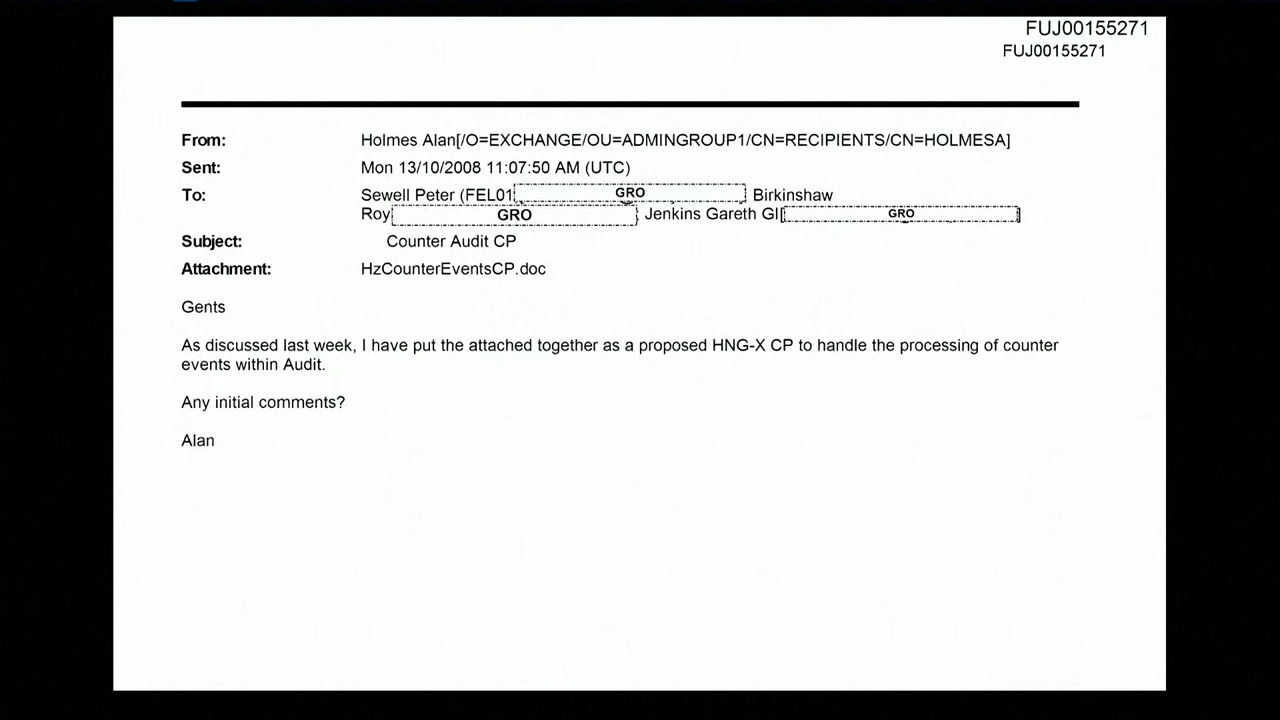 FUJ00155271
FUJ00155271
From: Holmes Alan[/O=EXCHANGE/OU=ADMINGROUP1/CN=RECIPIENTS/CN=HOLMESA]
Sent: Mon 13/10/2008 11:07:50 AM (UTC)
To: Sewell Peter (FEL01 GRO Birkinshaw
Roy GRO Jenkins Gareth GI[ GRO ]
Subject: Counter Audit CP
Attachment: HzCounterEventsCP.doc
Gents
As discussed last week, I have put the attached together as a proposed HNG-X CP to handle the processing of counter
events within Audit.
Any initial comments?
Alan